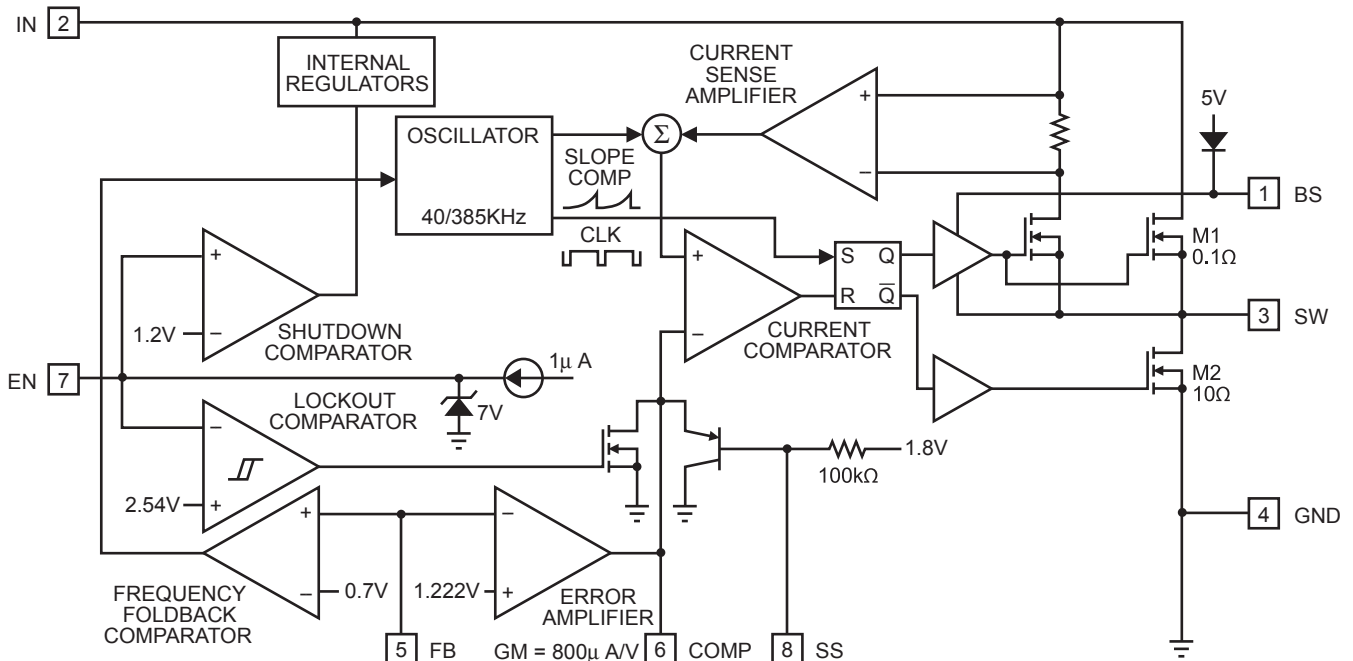 IN 2
INTERNAL
REGULATORS
CURRENT
SENSE
AMPLIFIER
+
−
5V
OSCILLATOR
40/385KHz
Σ
SLOPE
COMP
CLK
1 BS
M1
0.1Ω
+
−
1.2V
SHUTDOWN
COMPARATOR
+
−
CURRENT
COMPARATOR
S Q
R Q̅
3 SW
M2
10Ω
EN 7
1μ A
7V
LOCKOUT
COMPARATOR
−
+
2.54V
1.8V
100kΩ
4 GND
+
−
0.7V
FREQUENCY
FOLDBACK
COMPARATOR
−
+
1.222V
ERROR
AMPLIFIER
5 FB
GM = 800μ A/V
6 COMP
8 SS